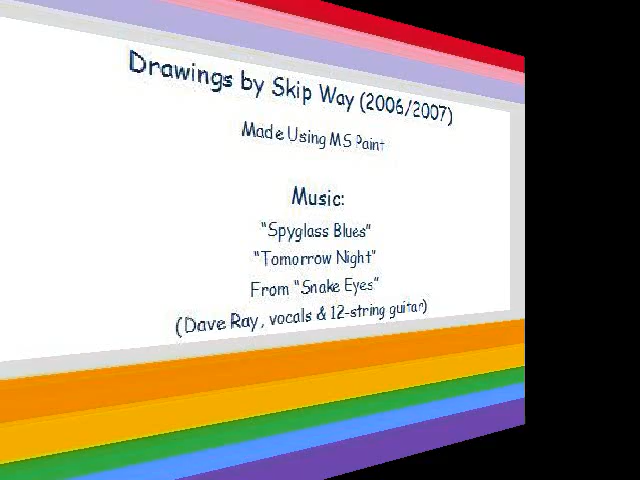 Drawings by Skip Way (2006/2007)
Made Using MS Paint
Music:
"Spyglass Blues"
"Tomorrow Night"
From "Snake Eyes"
(Dave Ray, vocals & 12-string guitar)